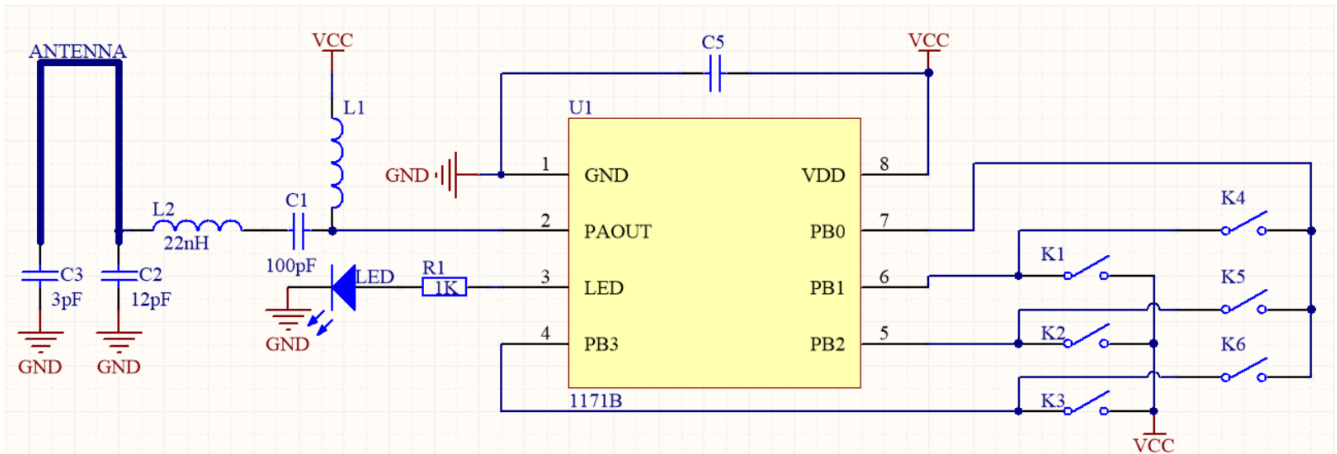 VCC
C5
VCC
ANTENNA
L1
U1
GND
1
GND
VDD
8
L2
C1
2
PAOUT
PB0
7
K4
22nH
K1
C3
C2
100pF
LED
R1
1K
3
LED
PB1
6
K5
3pF
12pF
GND
4
PB3
PB2
5
K2
K6
GND
GND
1171B
K3
VCC